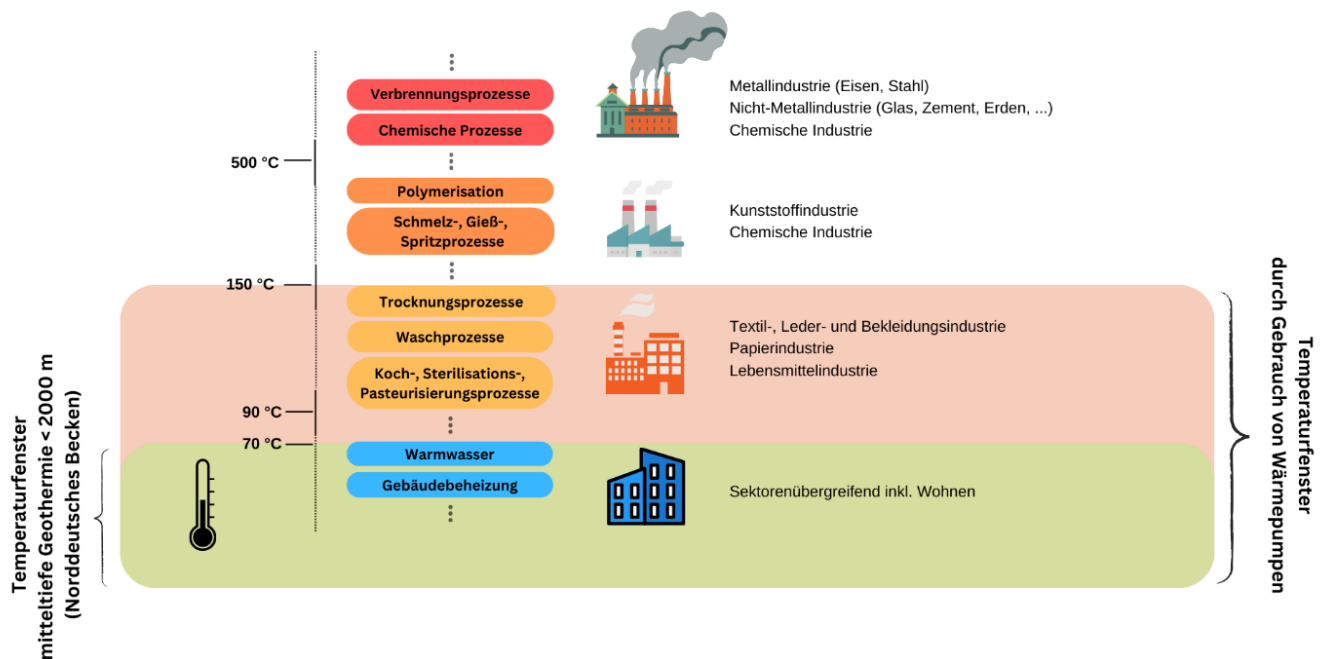 Verbrennungsprozesse
Chemische Prozesse
Metallindustrie (Eisen, Stahl)
Nicht-Metallindustrie (Glas, Zement, Erden, ...)
Chemische Industrie
500 °C
Polymerisation
Schmelz-, Gieß-,
Spritzprozesse
Kunststoffindustrie
Chemische Industrie
150 °C
Trocknungsprozesse
Waschprozesse
Koch-, Sterilisations-,
Pasteurisierungsprozesse
Textil-, Leder- und Bekleidungsindustrie
Papierindustrie
Lebensmittelindustrie
90 °C
70 °C
Warmwasser
Gebäudebeheizung
Sektorenübergreifend inkl. Wohnen
Temperaturfenster
mitteltiefe Geothermie < 2000 m
(Norddeutsches Becken)
Temperaturfenster
durch Gebrauch von Wärmepumpen